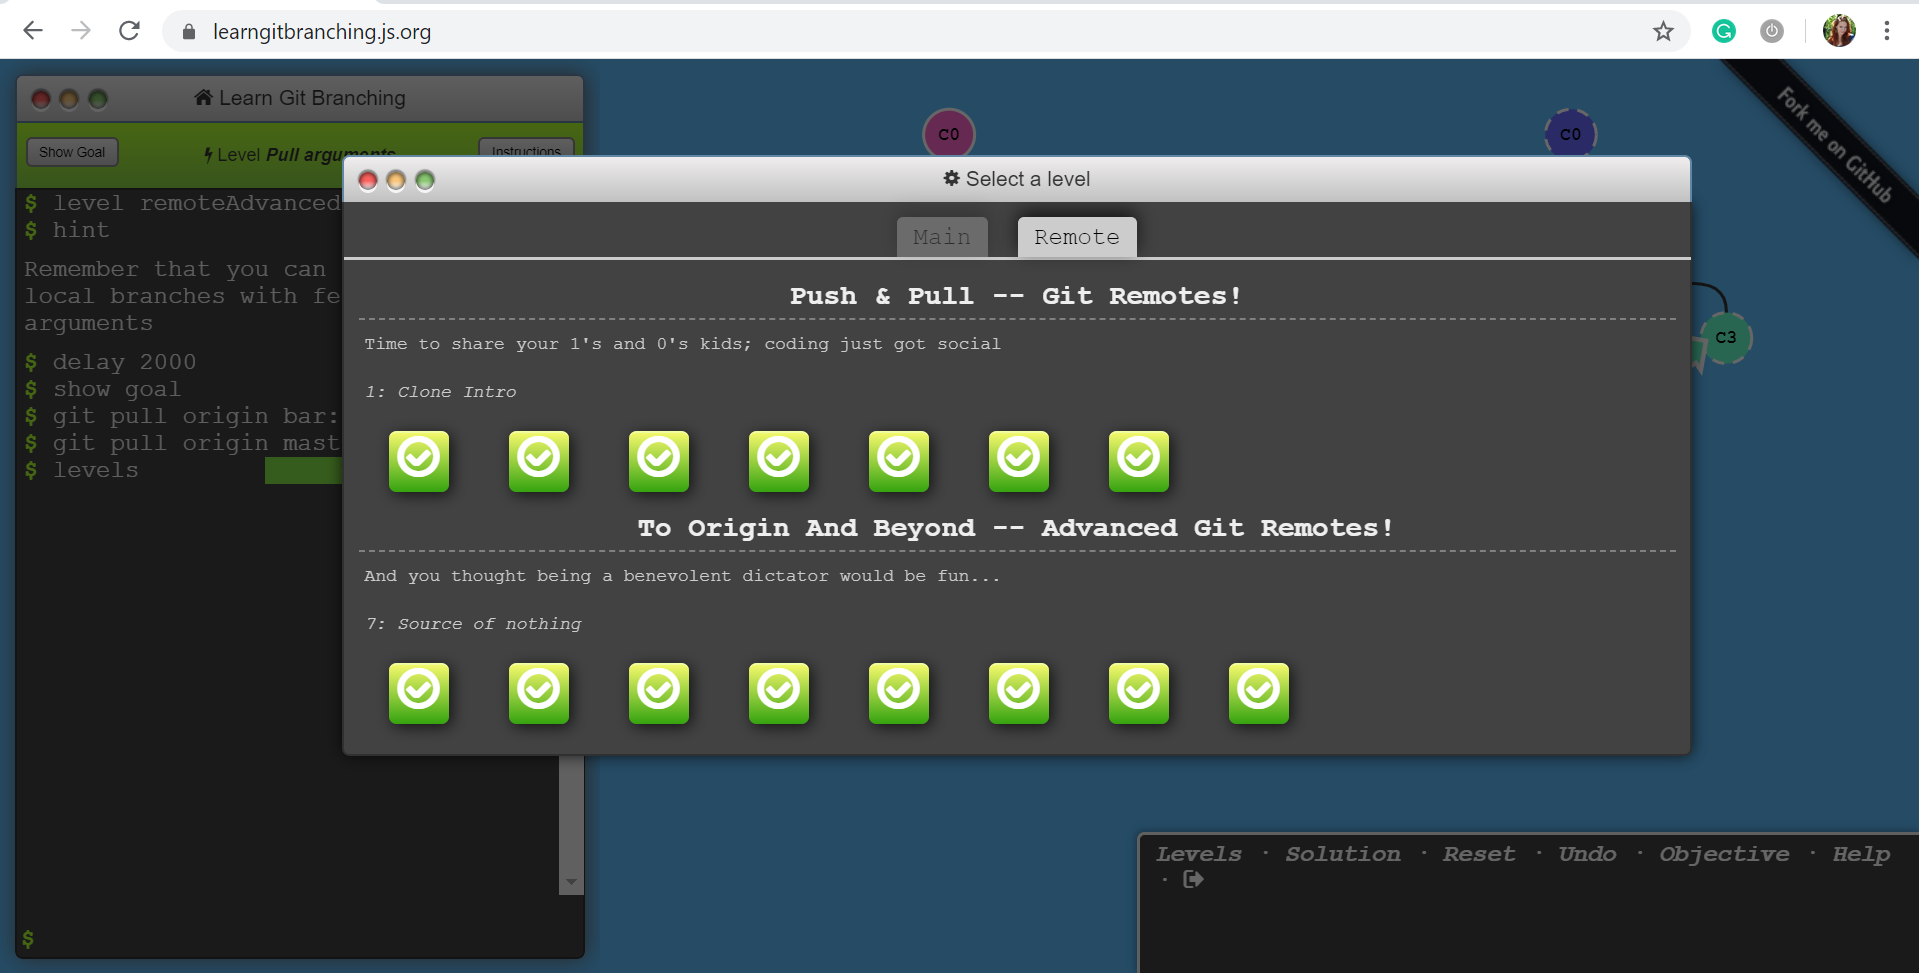 learngitbranching.js.org
Learn Git Branching
Show Goal
Level Pull arguments
Instructions
$ level remoteAdvanced
$ hint
Remember that you can
local branches with fe
arguments
$ delay 2000
$ show goal
$ git pull origin bar:
$ git pull origin mast
$ levels
$
C0
C0
C3
Fork me on GitHub
Select a level
Main
Remote
Push & Pull -- Git Remotes!
Time to share your 1's and 0's kids; coding just got social
1: Clone Intro
To Origin And Beyond -- Advanced Git Remotes!
And you thought being a benevolent dictator would be fun...
7: Source of nothing
Levels · Solution · Reset · Undo · Objective · Help
·